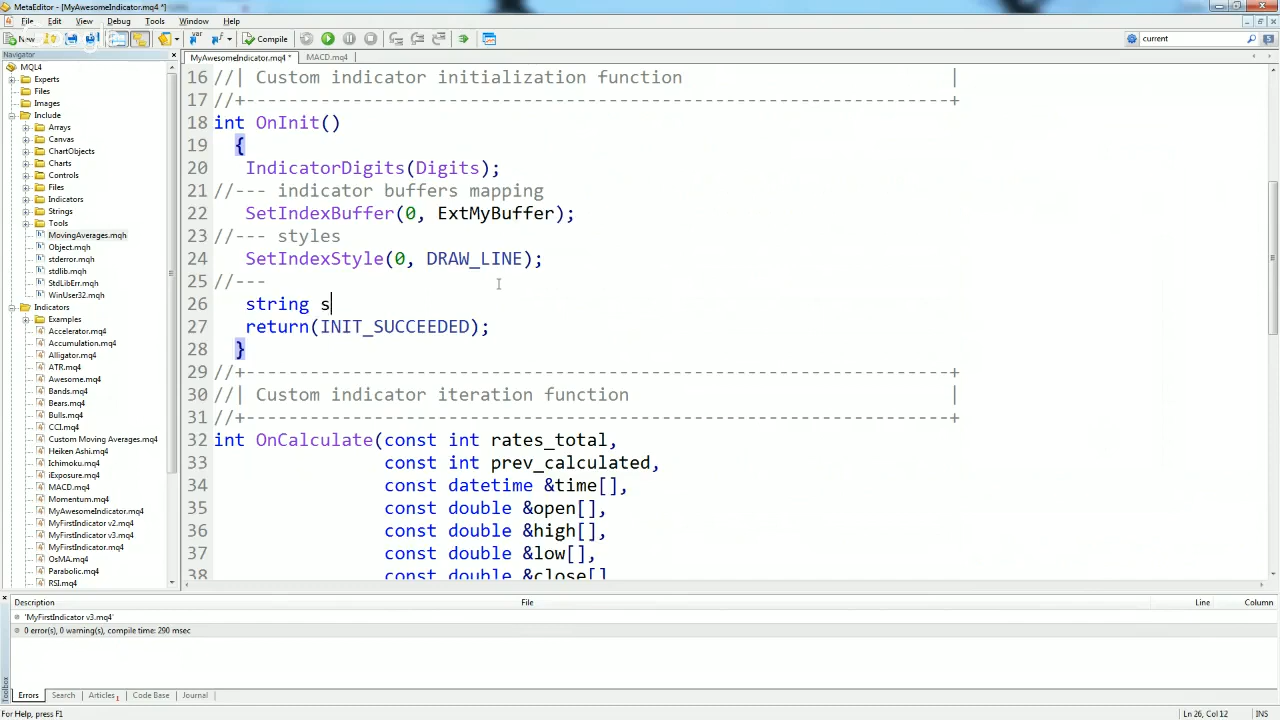 MetaEditor - [MyAwesomeIndicator.mq4 *]
File Edit View Debug Tools Window Help
New Compile current
Navigator
MyAwesomeIndicator.mq4 * MACD.mq4
MQL4
Experts
Files
Images
Include
Arrays
Canvas
ChartObjects
Charts
Controls
Files
Indicators
Strings
Tools
MovingAverages.mqh
Object.mqh
stderror.mqh
stdlib.mqh
StdLibErr.mqh
WinUser32.mqh
Indicators
Examples
Accelerator.mq4
Accumulation.mq4
Alligator.mq4
ATR.mq4
Awesome.mq4
Bands.mq4
Bears.mq4
Bulls.mq4
CCI.mq4
Custom Moving Averages.mq4
Heiken Ashi.mq4
Ichimoku.mq4
iExposure.mq4
MACD.mq4
Momentum.mq4
MyAwesomeIndicator.mq4
MyFirstIndicator v2.mq4
MyFirstIndicator v3.mq4
MyFirstIndicator.mq4
OsMA.mq4
Parabolic.mq4
RSI.mq4
16 //| Custom indicator initialization function |
17 //+------------------------------------------------------------------+
18 int OnInit()
19 {
20 IndicatorDigits(Digits);
21 //--- indicator buffers mapping
22 SetIndexBuffer(0, ExtMyBuffer);
23 //--- styles
24 SetIndexStyle(0, DRAW_LINE);
25 //---
26 string s
27 return(INIT_SUCCEEDED);
28 }
29 //+------------------------------------------------------------------+
30 //| Custom indicator iteration function |
31 //+------------------------------------------------------------------+
32 int OnCalculate(const int rates_total,
33 const int prev_calculated,
34 const datetime &time[],
35 const double &open[],
36 const double &high[],
37 const double &low[],
38 const double &close[]
Description File Line Column
'MyFirstIndicator v3.mq4'
0 error(s), 0 warning(s), compile time: 290 msec
Toolbox
Errors Search Articles 1 Code Base Journal
For Help, press F1 Ln 26, Col 12 INS